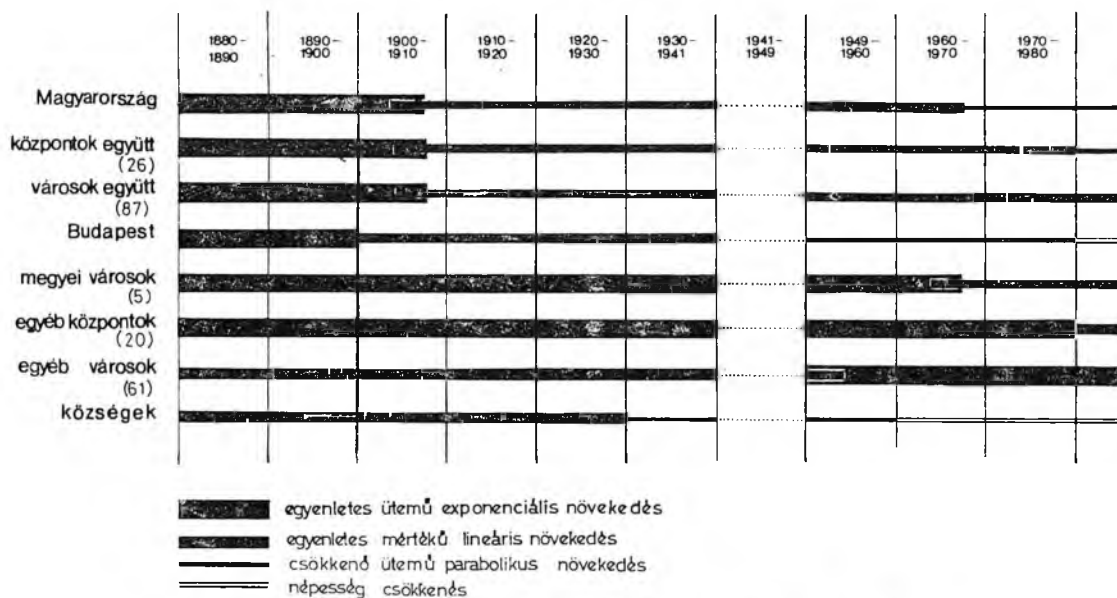 1880–1890 1890–1900 1900–1910 1910–1920 1920–1930 1930–1941 1941–1949 1949–1960 1960–1970 1970–1980
Magyarország
központok együtt
(26)
városok együtt
(87)
Budapest
megyei városok
(5)
egyéb központok
(20)
egyéb városok
(61)
községek
egyenletes ütemű exponenciális növekedés
egyenletes mértékű lineáris növekedés
csökkenő ütemű parabolikus növekedés
népesség csökkenés